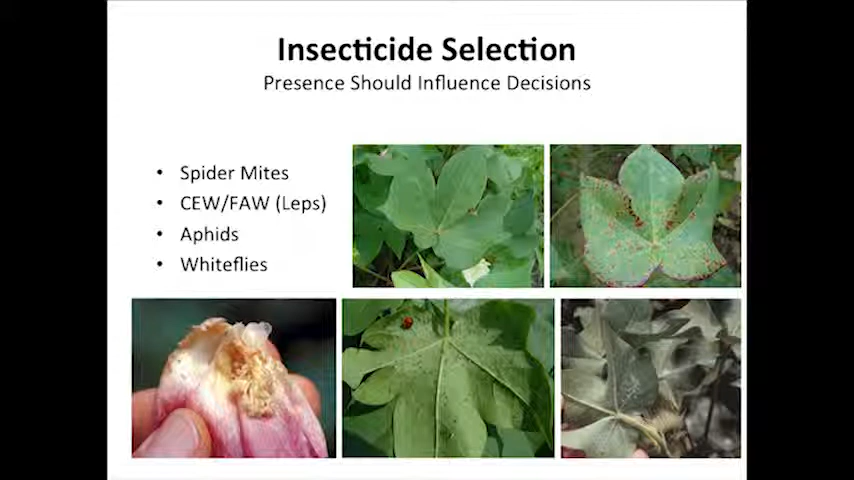 Insecticide Selection
Presence Should Influence Decisions
• Spider Mites
• CEW/FAW (Leps)
• Aphids
• Whiteflies